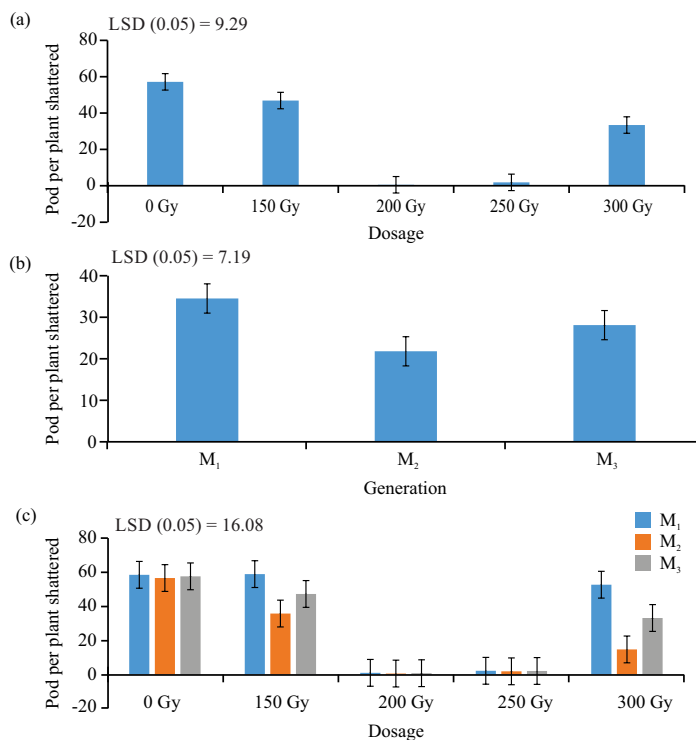 (a)
LSD (0.05) = 9.29
Pod per plant shattered
60
40
20
0
-20
0 Gy 150 Gy 200 Gy 250 Gy 300 Gy
Dosage
(b)
LSD (0.05) = 7.19
Pod per plant shattered
40
30
20
10
0
M₁ M₂ M₃
Generation
(c)
LSD (0.05) = 16.08
M₁
M₂
M₃
Pod per plant shattered
80
60
40
20
0
-20
0 Gy 150 Gy 200 Gy 250 Gy 300 Gy
Dosage